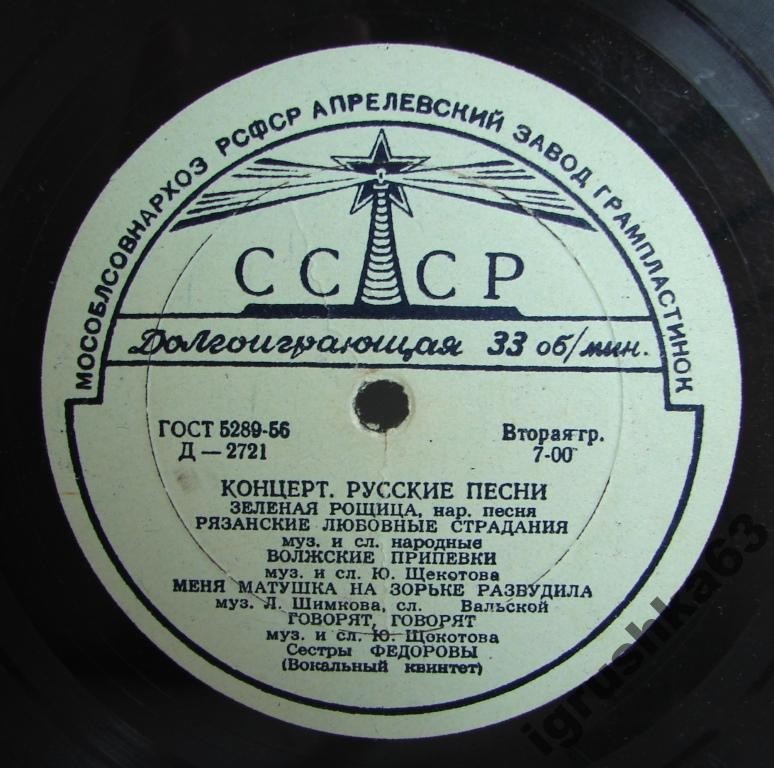 МОСОБЛСОВНАРХОЗ РСФСР АПРЕЛЕВСКИЙ ЗАВОД ГРАМПЛАСТИНОК
СССР
Долгоиграющая 33 об/мин.
ГОСТ 5289-56 Вторая гр.
Д — 2721 7-00
КОНЦЕРТ. РУССКИЕ ПЕСНИ
ЗЕЛЕНАЯ РОЩИЦА, нар. песня
РЯЗАНСКИЕ ЛЮБОВНЫЕ СТРАДАНИЯ
муз. и сл. народные
ВОЛЖСКИЕ ПРИПЕВКИ
муз. и сл. Ю. Щекотова
МЕНЯ МАТУШКА НА ЗОРЬКЕ РАЗБУДИЛА
муз. Л. Шимкова, сл. Вальской
ГОВОРЯТ, ГОВОРЯТ
муз. и сл. Ю. Щокотова
Сестры ФЕДОРОВЫ
(Вокальный квинтет)
igrushka63